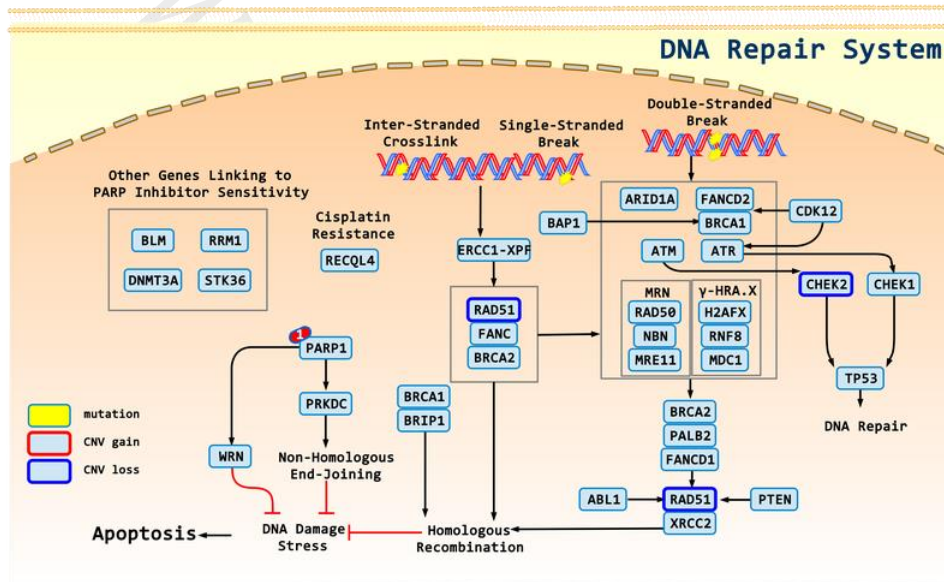 DNA Repair System
Double-Stranded
Break
Inter-Stranded
Crosslink
Single-Stranded
Break
Other Genes Linking to
PARP Inhibitor Sensitivity
BLM
RRM1
DNMT3A
STK36
Cisplatin
Resistance
RECQL4
ERCC1-XPF
BAP1
ARID1A
FANCD2
BRCA1
CDK12
ATM
ATR
CHEK2
CHEK1
RAD51
FANC
BRCA2
MRN
RAD50
NBN
MRE11
γ-HRA.X
H2AFX
RNF8
MDC1
TP53
DNA Repair
1
PARP1
PRKDC
WRN
Non-Homologous
End-Joining
BRCA1
BRIP1
BRCA2
PALB2
FANCD1
ABL1
RAD51
PTEN
XRCC2
mutation
CNV gain
CNV loss
Apoptosis
DNA Damage
Stress
Homologous
Recombination